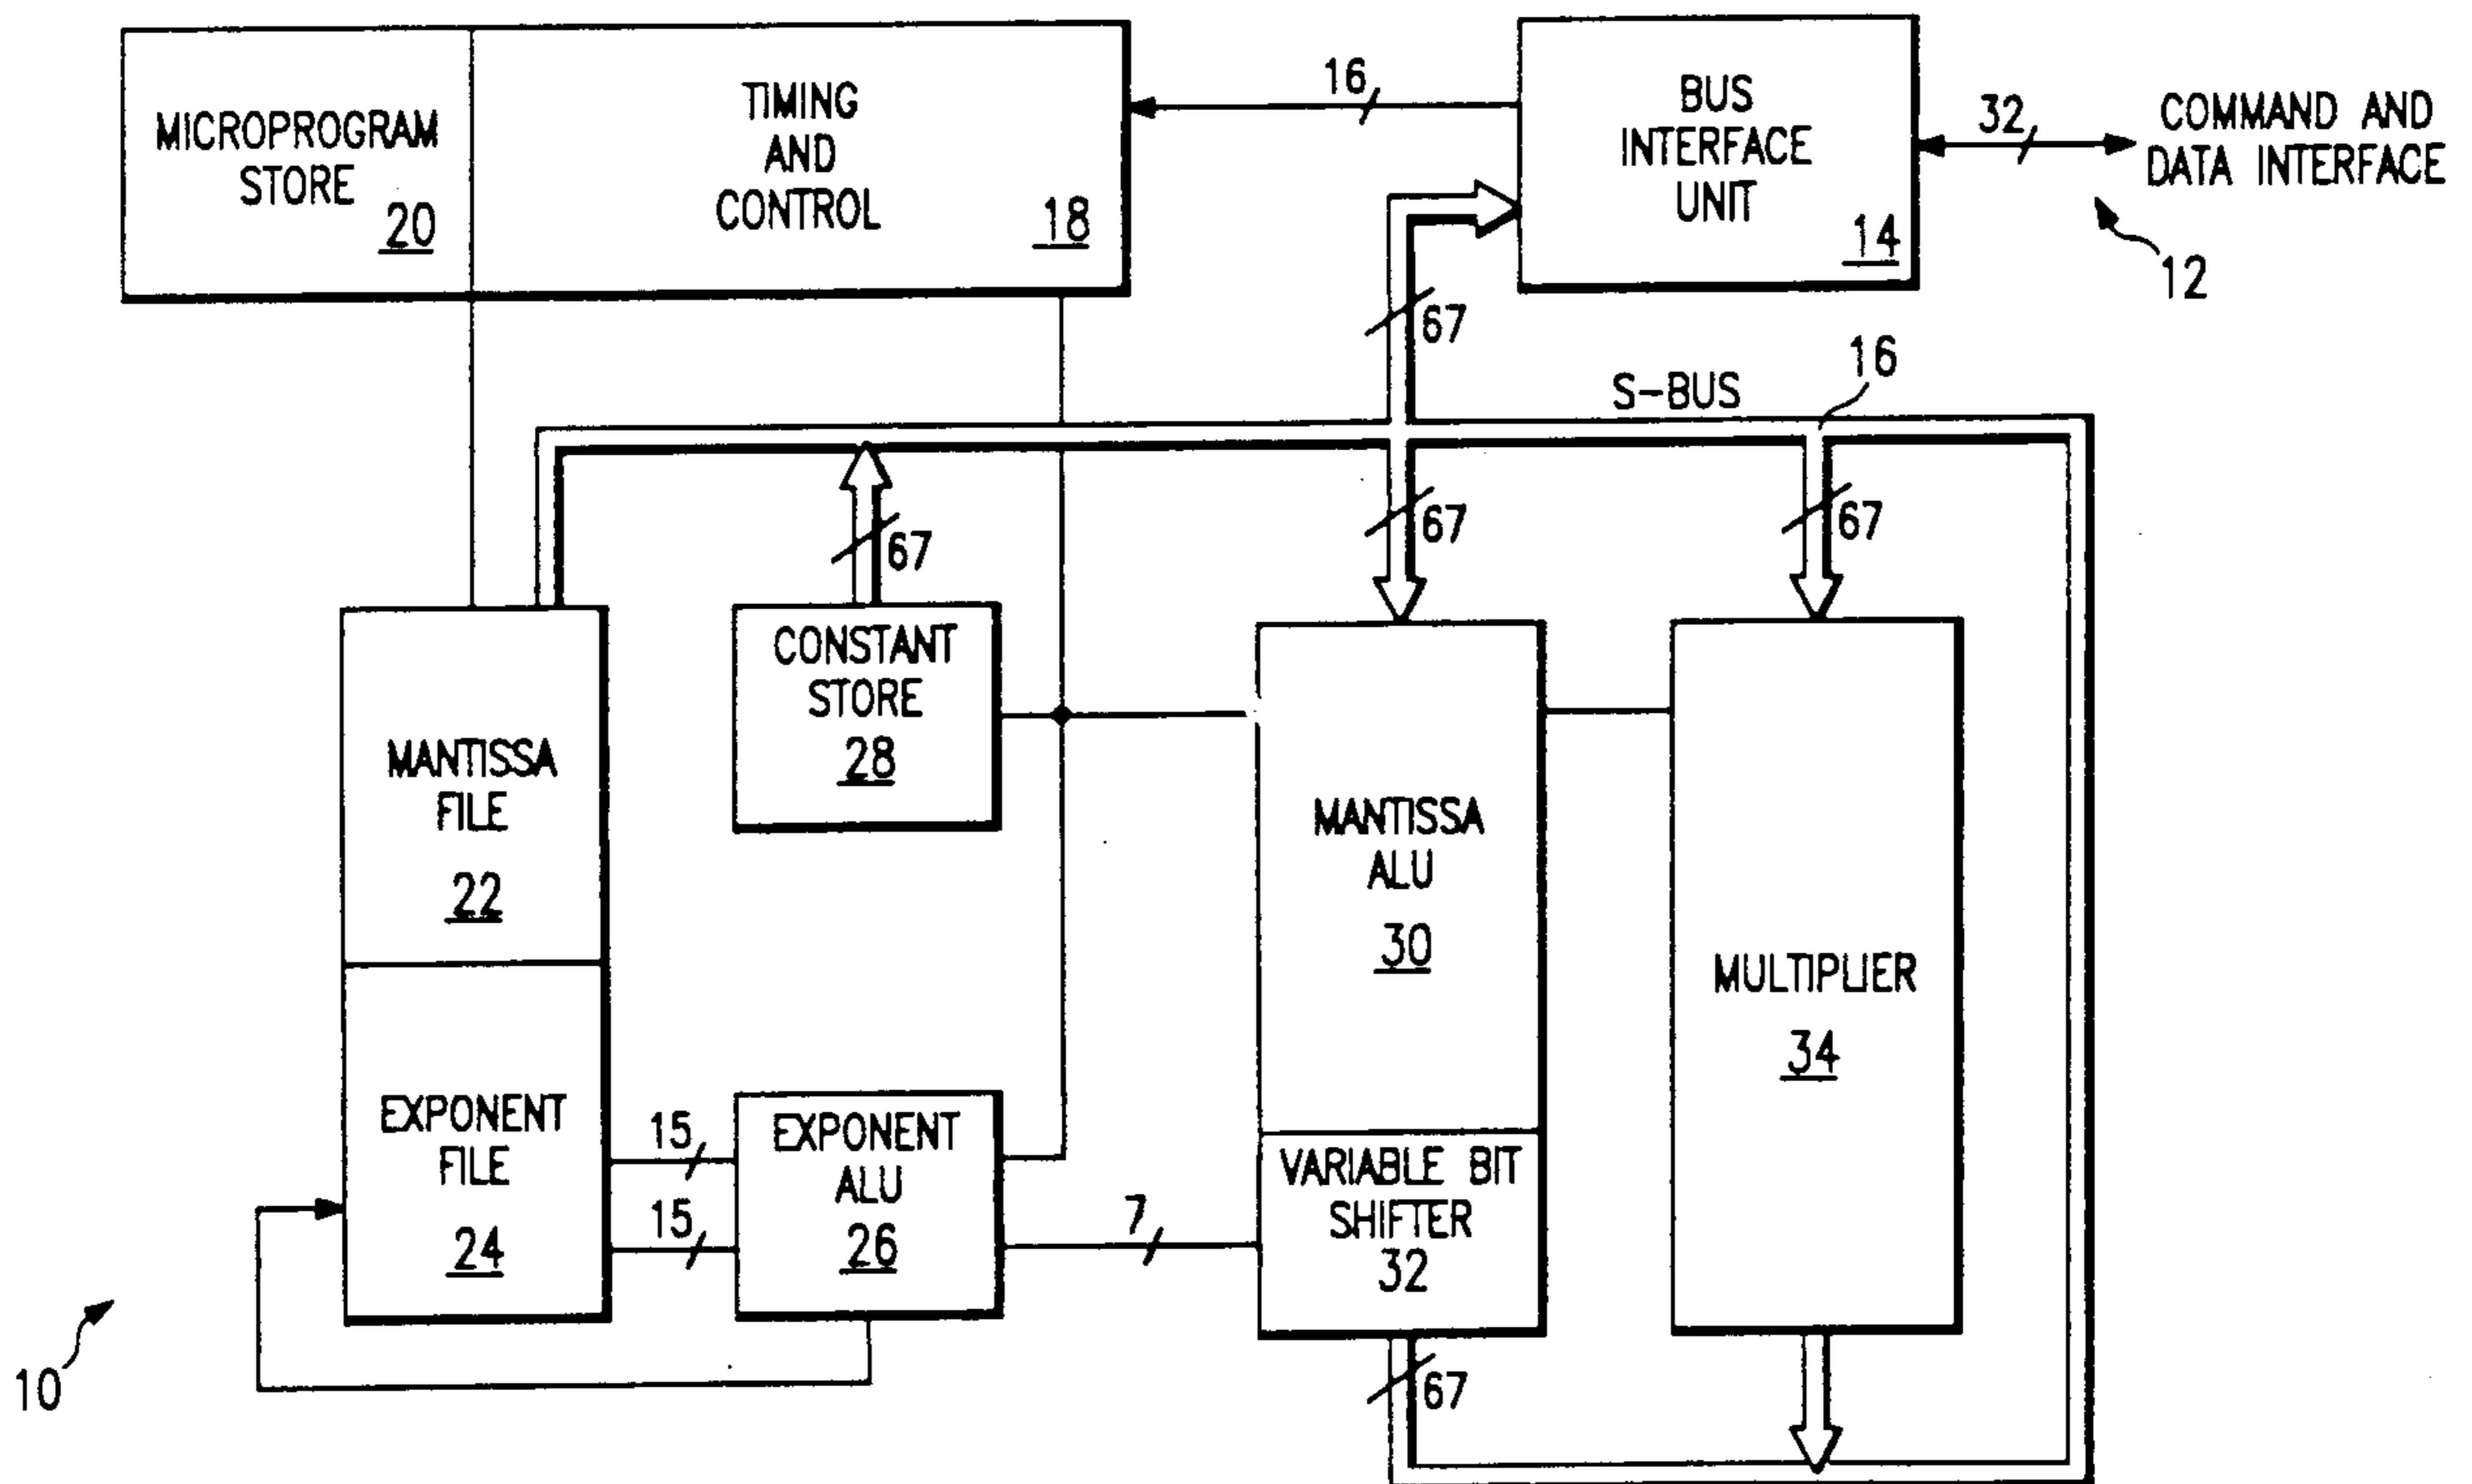 MICROPROGRAM
STORE
20
TIMING
AND
CONTROL
18
16
BUS
INTERFACE
UNIT
14
32
COMMAND AND
DATA INTERFACE
12
67
S-BUS
16
67
67
67
MANTISSA
FILE
22
CONSTANT
STORE
28
MANTISSA
ALU
30
MULTIPLIER
34
EXPONENT
FILE
24
15
15
EXPONENT
ALU
26
7
VARIABLE BIT
SHIFTER
32
67
10